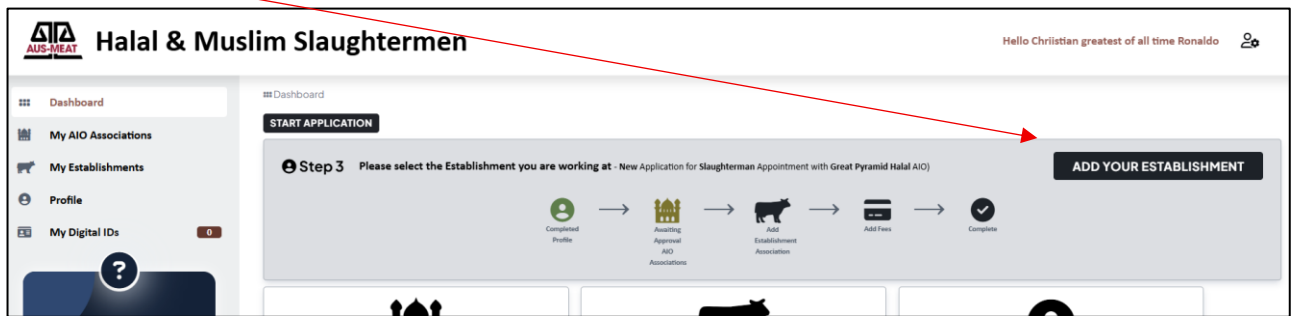 AUS-MEAT
Halal & Muslim Slaughtermen
Hello Chriistian greatest of all time Ronaldo
Dashboard
My AIO Associations
My Establishments
Profile
My Digital IDs
0
?
Dashboard
START APPLICATION
Step 3 Please select the Establishment you are working at - New Application for Slaughterman Appointment with Great Pyramid Halal AIO)
ADD YOUR ESTABLISHMENT
Completed
Profile
Awaiting
Approval
AIO
Associations
Add
Establishment
Association
Add Fees
Complete